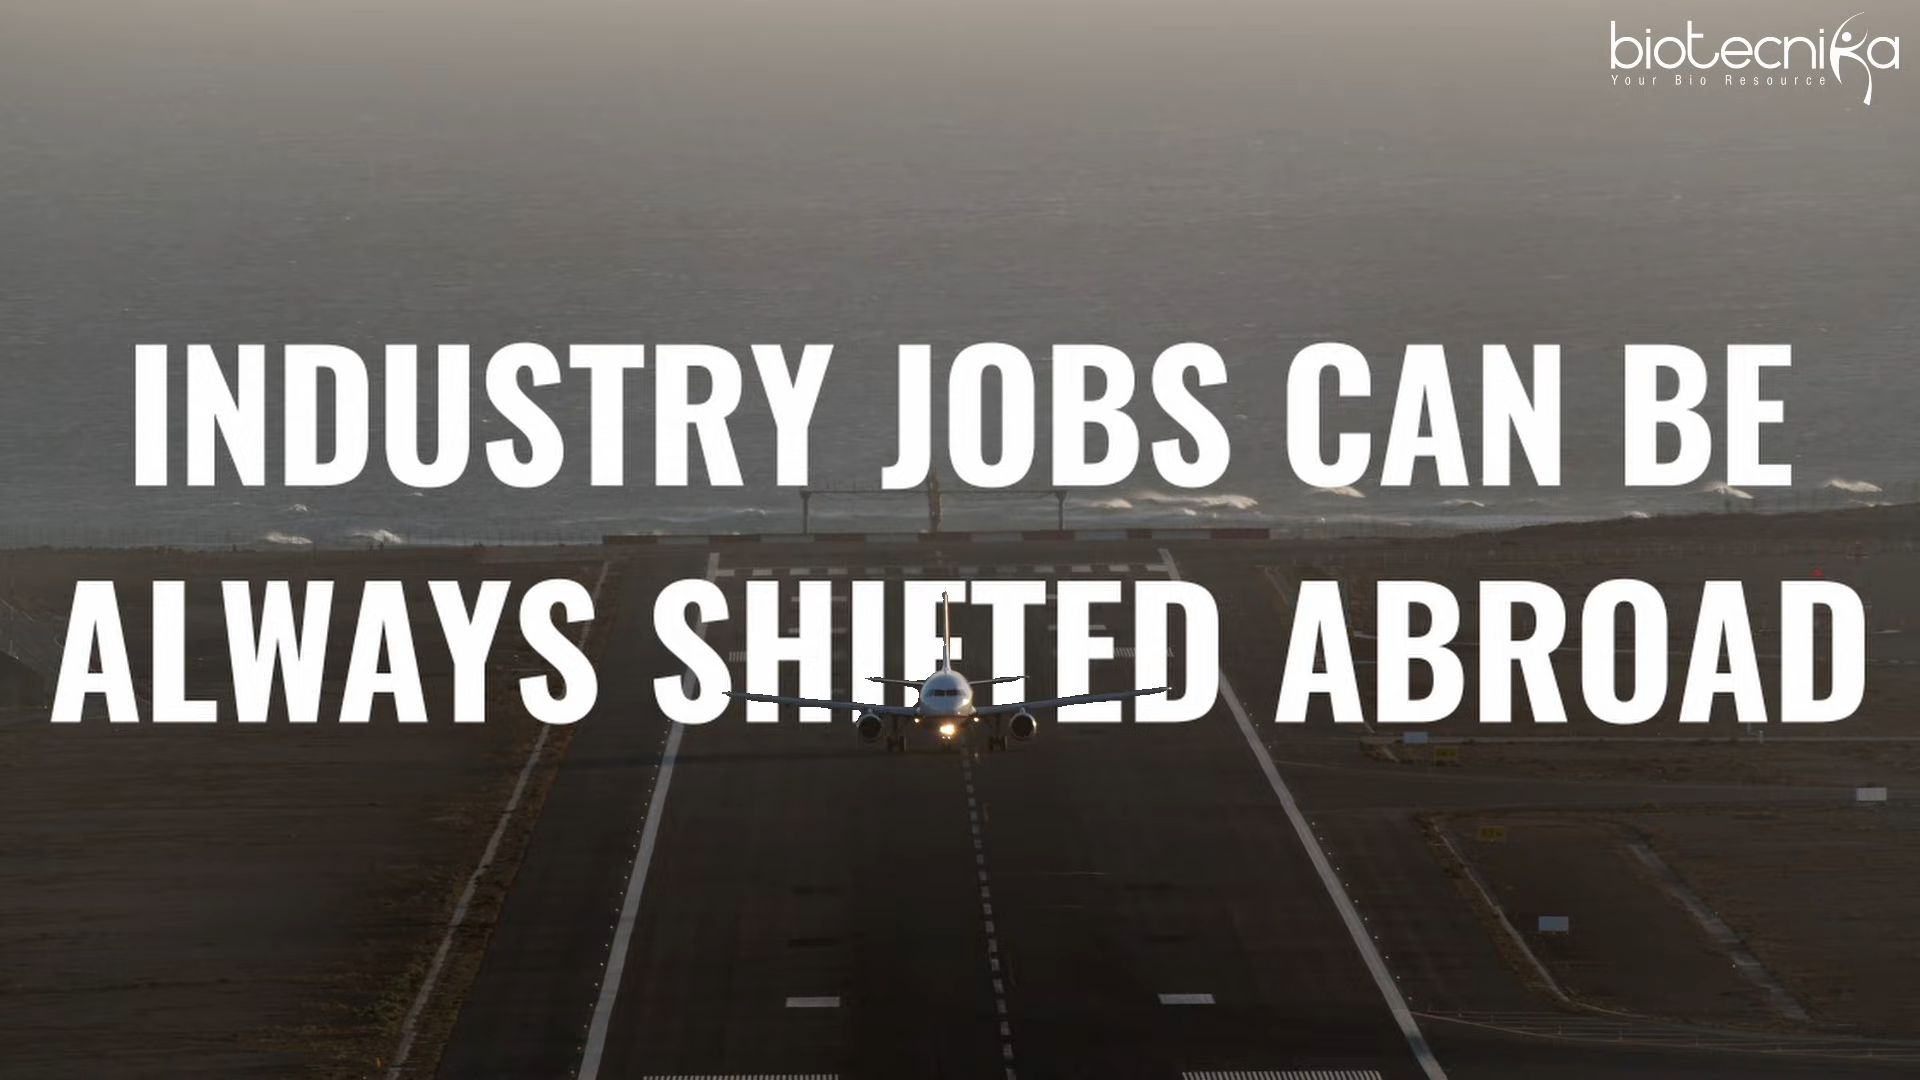 biotecnika
Your Bio Resource
INDUSTRY JOBS CAN BE
ALWAYS SHIFTED ABROAD